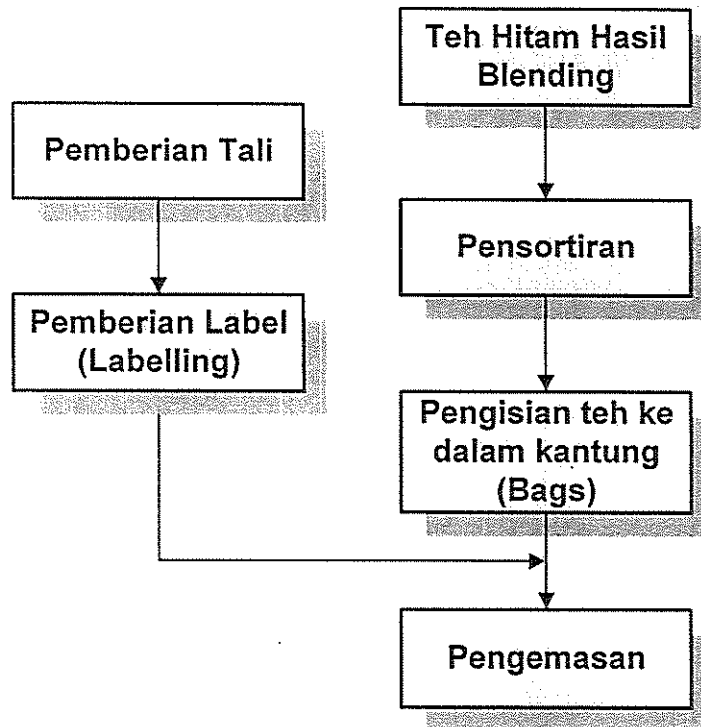 Teh Hitam Hasil
Blending
Pemberian Tali
Pensortiran
Pemberian Label
(Labelling)
Pengisian teh ke
dalam kantung
(Bags)
Pengemasan